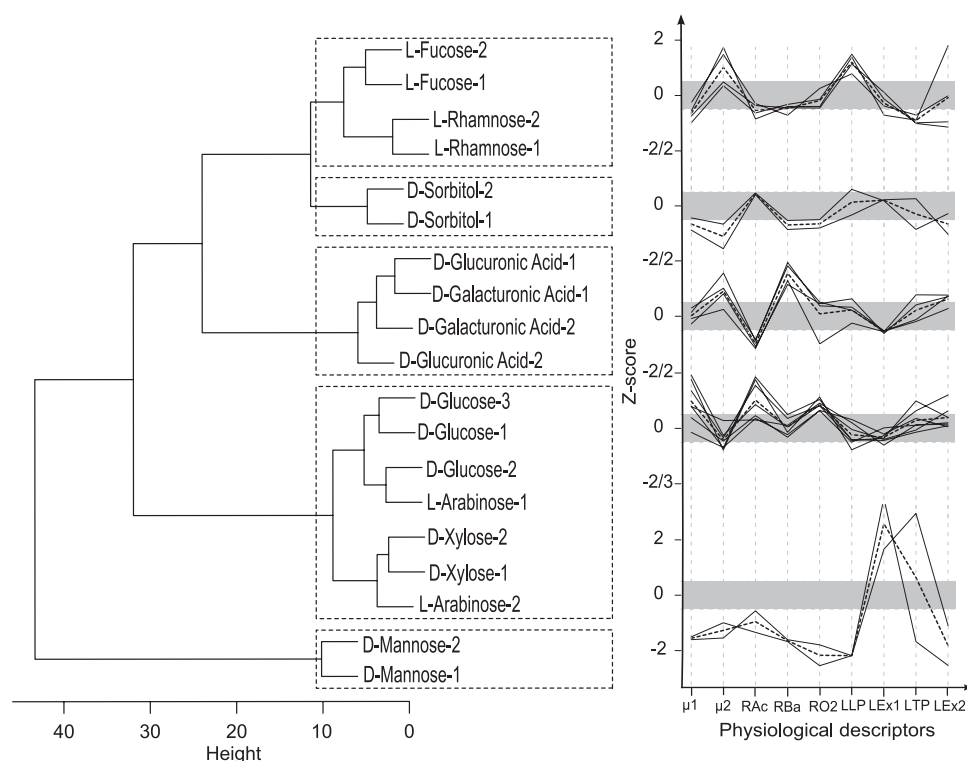 L-Fucose-2
L-Fucose-1
L-Rhamnose-2
L-Rhamnose-1
D-Sorbitol-2
D-Sorbitol-1
D-Glucuronic Acid-1
D-Galacturonic Acid-1
D-Galacturonic Acid-2
D-Glucuronic Acid-2
D-Glucose-3
D-Glucose-1
D-Glucose-2
L-Arabinose-1
D-Xylose-2
D-Xylose-1
L-Arabinose-2
D-Mannose-2
D-Mannose-1
40 30 20 10 0
Height
Z-score
2
0
-2/2
0
-2/2
0
-2/2
0
-2/3
2
0
-2
μ1 μ2 RAc RBa RO2 LLP LEx1 LTP LEx2
Physiological descriptors